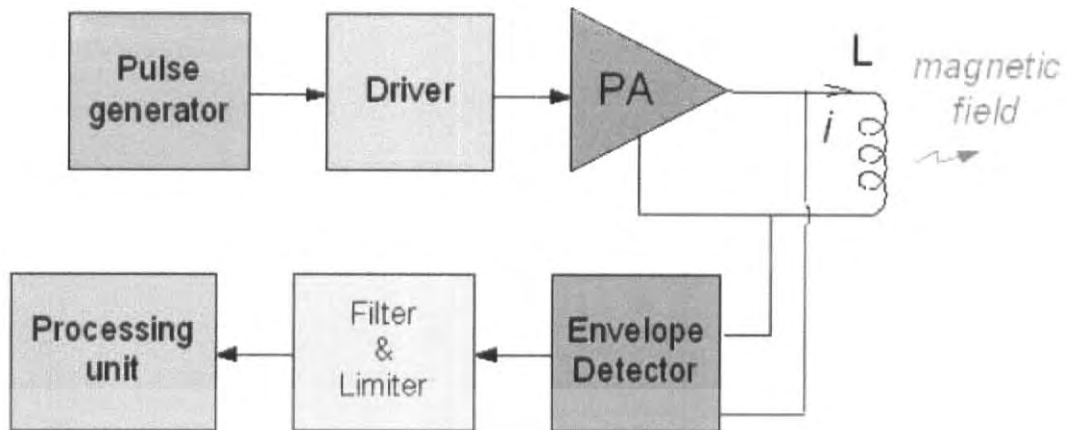 Pulse
generator
Driver
PA
L
magnetic
field
i
Processing
unit
Filter
&
Limiter
Envelope
Detector